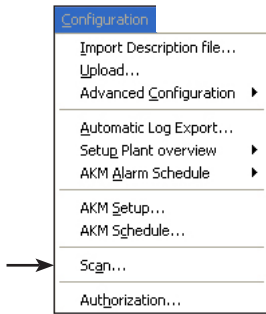 Configuration
Import Description file...
Upload...
Advanced Configuration
Automatic Log Export...
Setup Plant overview
AKM Alarm Schedule
AKM Setup...
AKM Schedule...
Scan...
Authorization...